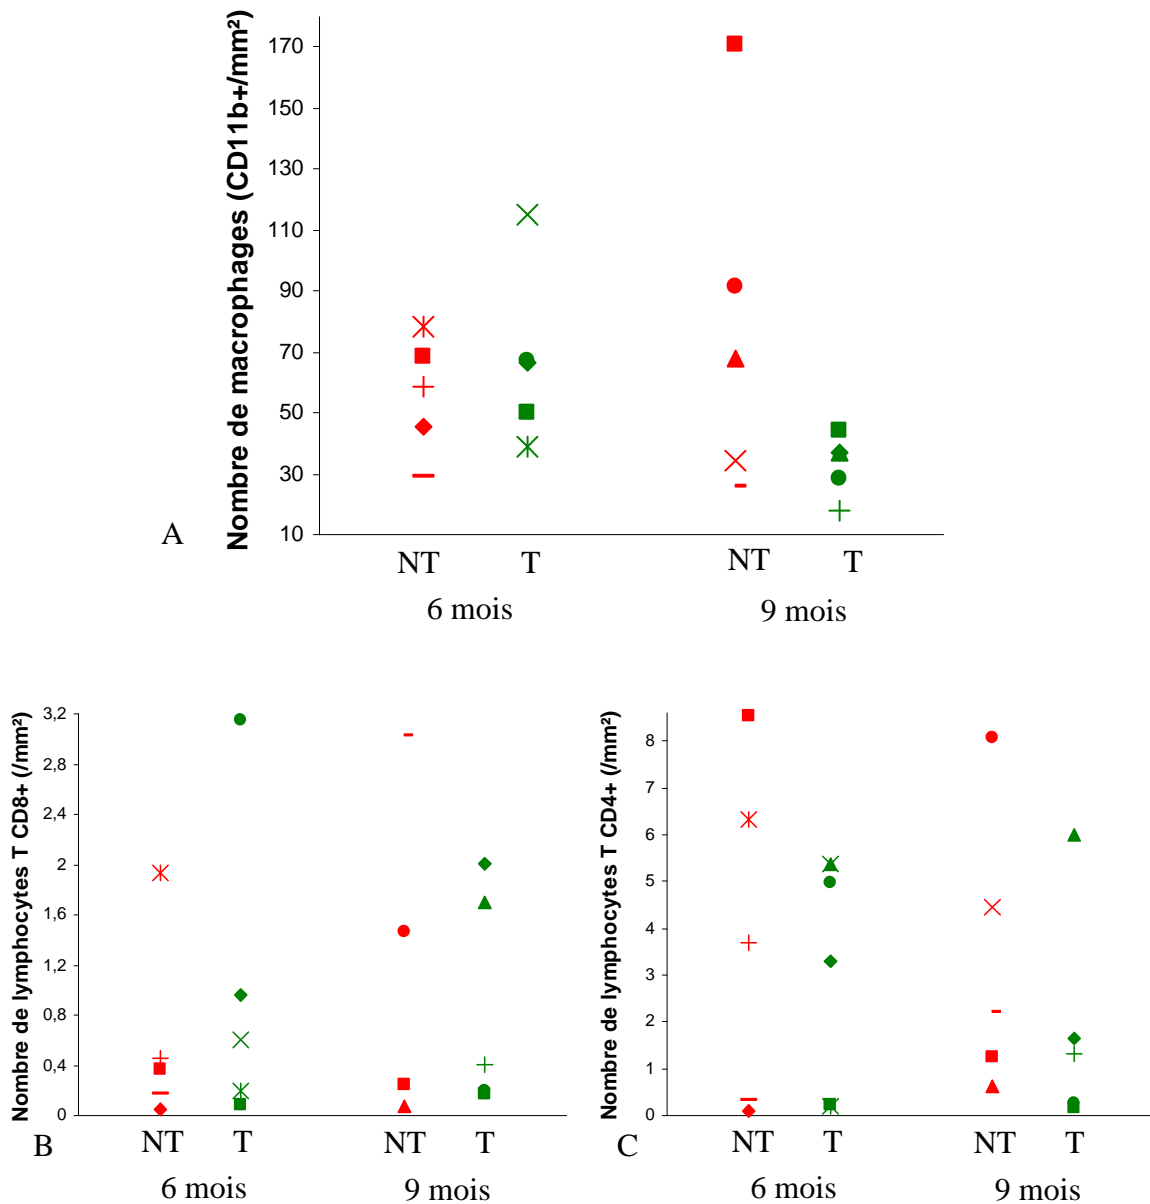 Nombre de macrophages (CD11b+/mm²)
170
150
130
110
90
70
50
30
10
A
NT T NT T
6 mois 9 mois
Nombre de lymphocytes T CD8+ (/mm²)
3,2
2,8
2,4
2
1,6
1,2
0,8
0,4
0
B
NT T NT T
6 mois 9 mois
Nombre de lymphocytes T CD4+ (/mm²)
8
7
6
5
4
3
2
1
0
C
NT T NT T
6 mois 9 mois